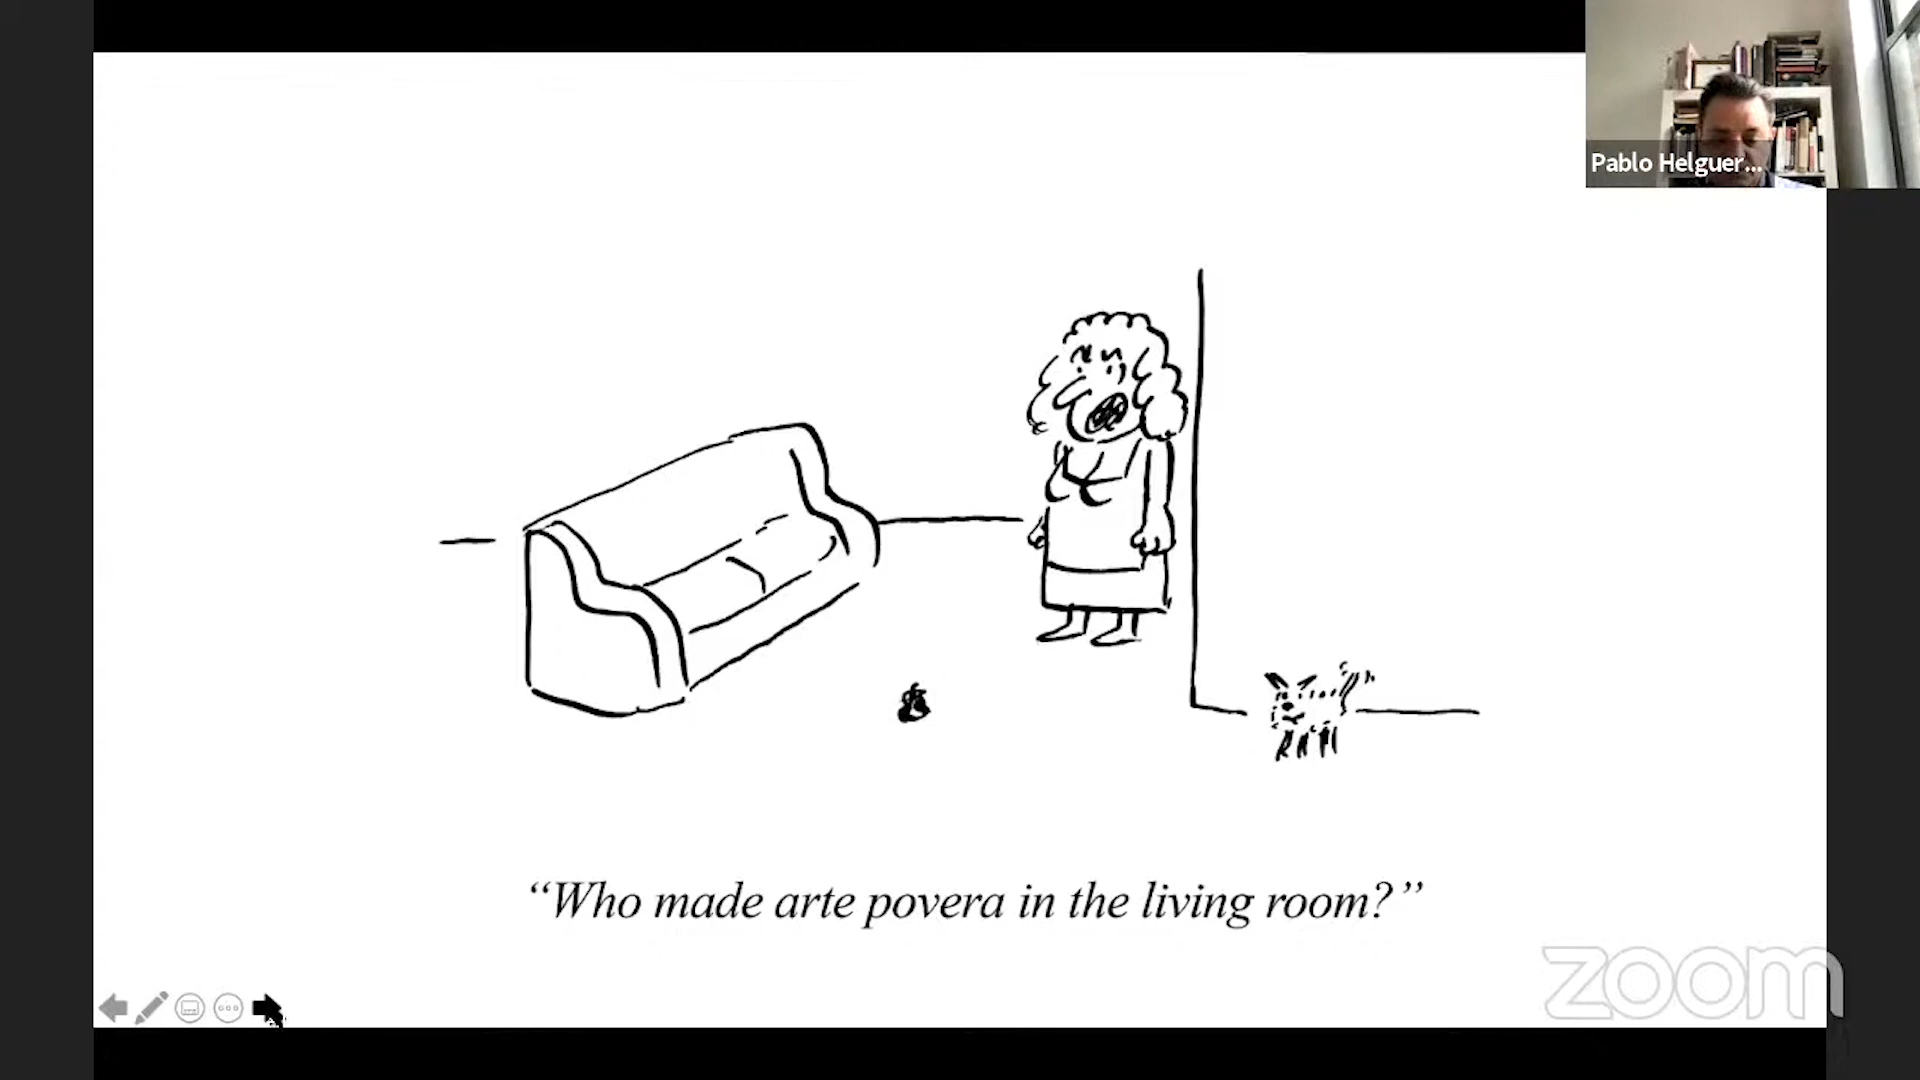 Pablo Helguer...
“Who made arte povera in the living room?”
zoom